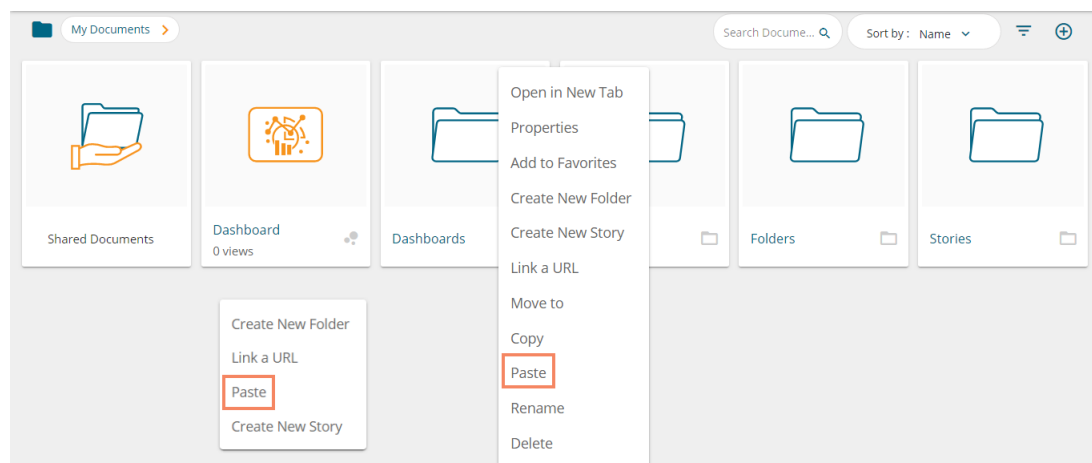 My Documents
Search Docume...
Sort by : Name
Shared Documents
Dashboard
0 views
Dashboards
Folders
Stories
Open in New Tab
Properties
Add to Favorites
Create New Folder
Create New Story
Link a URL
Move to
Copy
Paste
Rename
Delete
Create New Folder
Link a URL
Paste
Create New Story